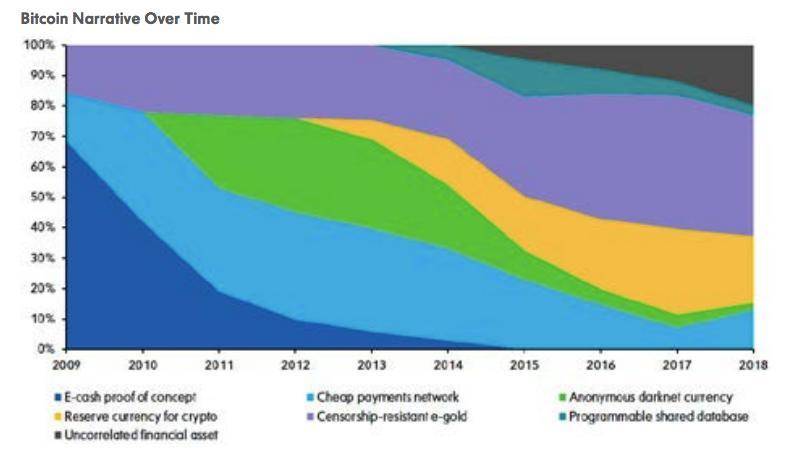 Bitcoin Narrative Over Time
100%
90%
80%
70%
60%
50%
40%
30%
20%
10%
0%
2009 2010 2011 2012 2013 2014 2015 2016 2017 2018
E-cash proof of concept Cheap payments network Anonymous darknet currency
Reserve currency for crypto Censorship-resistant e-gold Programmable shared database
Uncorrelated financial asset